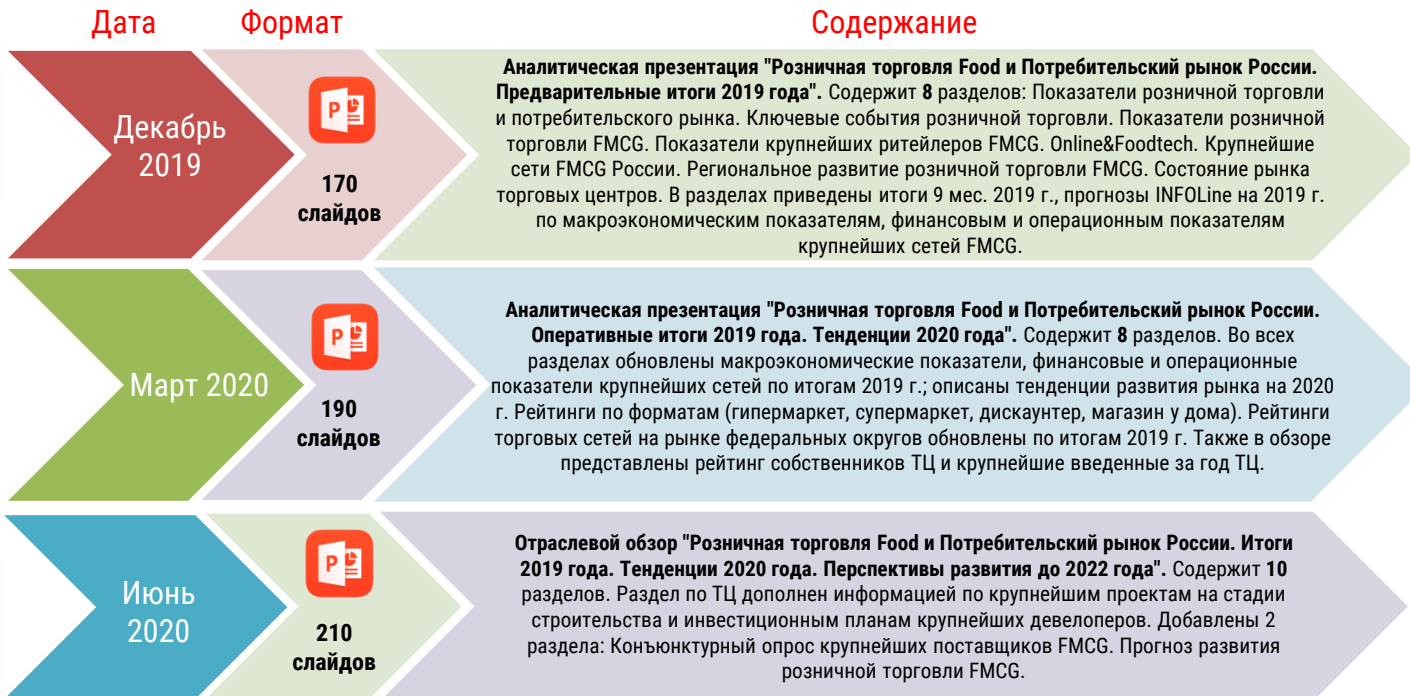 Дата
Формат
Содержание
Декабрь
2019
P
170
слайдов
Аналитическая презентация "Розничная торговля Food и Потребительский рынок России.
Предварительные итоги 2019 года". Содержит 8 разделов: Показатели розничной торговли
и потребительского рынка. Ключевые события розничной торговли. Показатели розничной
торговли FMCG. Показатели крупнейших ритейлеров FMCG. Online&Foodtech. Крупнейшие
сети FMCG России. Региональное развитие розничной торговли FMCG. Состояние рынка
торговых центров. В разделах приведены итоги 9 мес. 2019 г., прогнозы INFOLine на 2019 г.
по макроэкономическим показателям, финансовым и операционным показателям
крупнейших сетей FMCG.
Март 2020
P
190
слайдов
Аналитическая презентация "Розничная торговля Food и Потребительский рынок России.
Оперативные итоги 2019 года. Тенденции 2020 года". Содержит 8 разделов. Во всех
разделах обновлены макроэкономические показатели, финансовые и операционные
показатели крупнейших сетей по итогам 2019 г.; описаны тенденции развития рынка на 2020
г. Рейтинги по форматам (гипермаркет, супермаркет, дискаунтер, магазин у дома). Рейтинги
торговых сетей на рынке федеральных округов обновлены по итогам 2019 г. Также в обзоре
представлены рейтинг собственников ТЦ и крупнейшие введенные за год ТЦ.
Июнь
2020
P
210
слайдов
Отраслевой обзор "Розничная торговля Food и Потребительский рынок России. Итоги
2019 года. Тенденции 2020 года. Перспективы развития до 2022 года". Содержит 10
разделов. Раздел по ТЦ дополнен информацией по крупнейшим проектам на стадии
строительства и инвестиционным планам крупнейших девелоперов. Добавлены 2
раздела: Конъюнктурный опрос крупнейших поставщиков FMCG. Прогноз развития
розничной торговли FMCG.